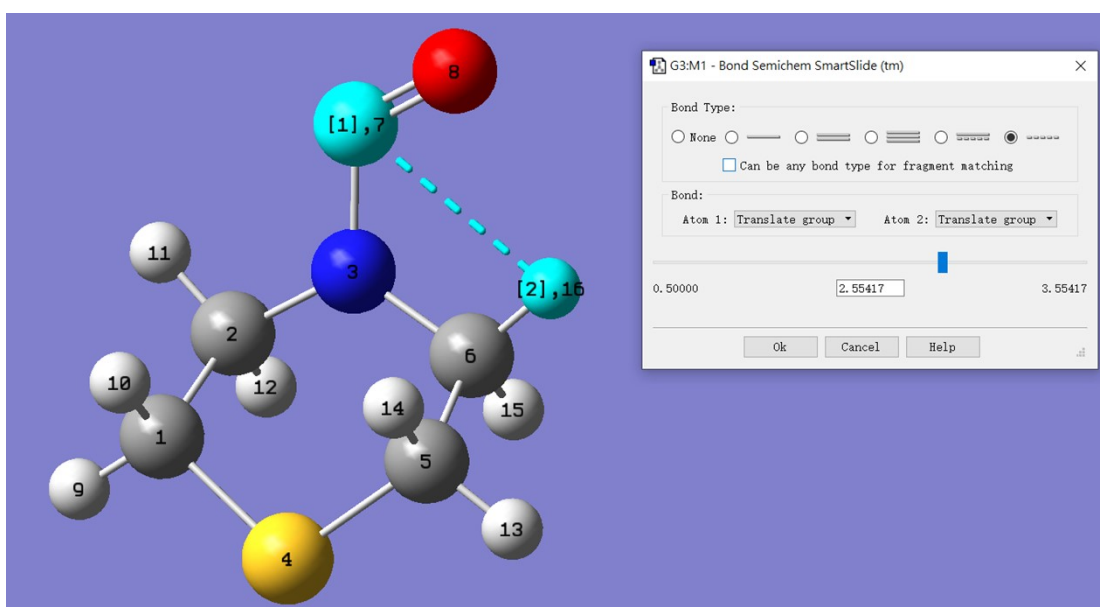 G3:M1 - Bond Semichem SmartSlide (tm)
Bond Type:
None
Can be any bond type for fragment matching
Bond:
Atom 1: Translate group Atom 2: Translate group
0.50000 2.55417 3.55417
Ok Cancel Help
8
[1],7
11
3
[2],16
2
6
10
12
14
15
1
5
9
13
4